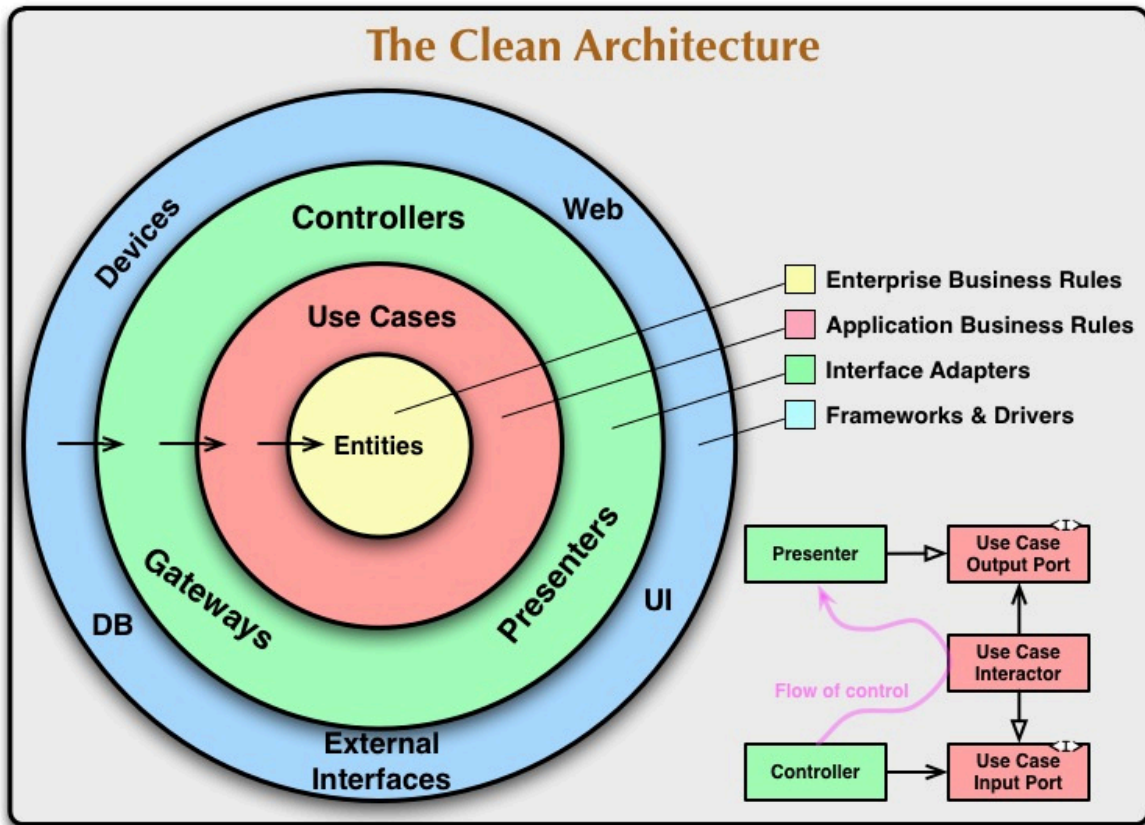 The Clean Architecture
Devices
Controllers
Web
Use Cases
Entities
Gateways
Presenters
DB
UI
External
Interfaces
Enterprise Business Rules
Application Business Rules
Interface Adapters
Frameworks & Drivers
Presenter
<I>
Use Case
Output Port
Use Case
Interactor
Flow of control
Controller
<I>
Use Case
Input Port